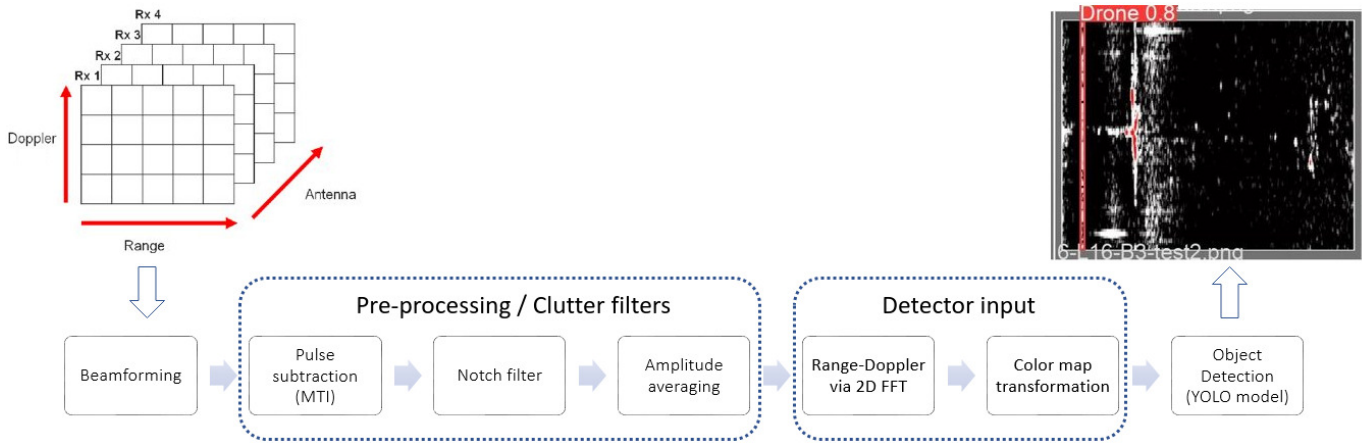 Rx 4
Rx 3
Rx 2
Rx 1
Doppler
Antenna
Range
Drone 0.8
6-L16-B3-test2.png
Pre-processing / Clutter filters
Detector input
Beamforming
Pulse
subtraction
(MTI)
Notch filter
Amplitude
averaging
Range-Doppler
via 2D FFT
Color map
transformation
Object
Detection
(YOLO model)